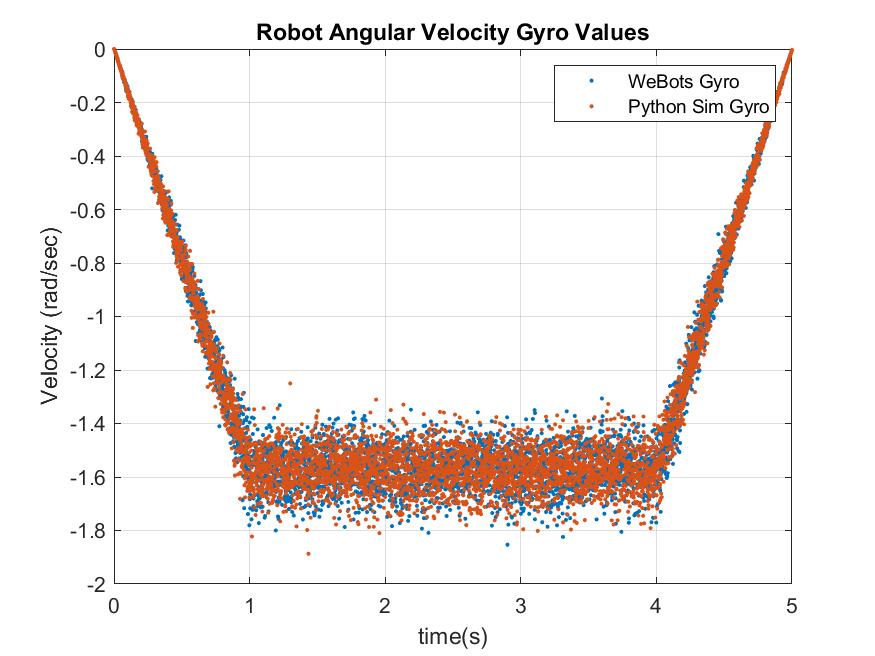 Robot Angular Velocity Gyro Values
WeBots Gyro
Python Sim Gyro
Velocity (rad/sec)
0
-0.2
-0.4
-0.6
-0.8
-1
-1.2
-1.4
-1.6
-1.8
-2
0 1 2 3 4 5
time(s)